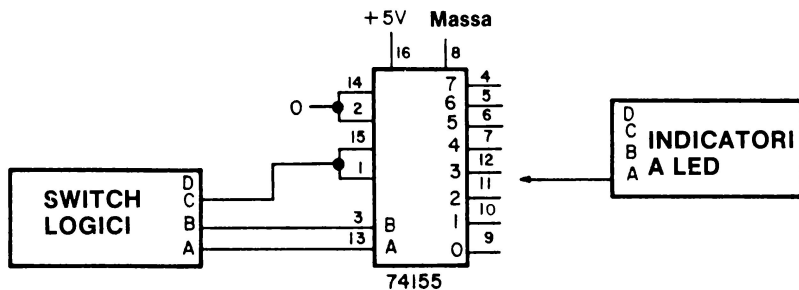 +5V Massa
16 8
14
0
2
15
1
3 B
13 A
7 4
6 5
5 6
4 7
3 12
2 11
1 10
0 9
74155
SWITCH
LOGICI
D
C
B
A
D
C
B
A
INDICATORI
A LED